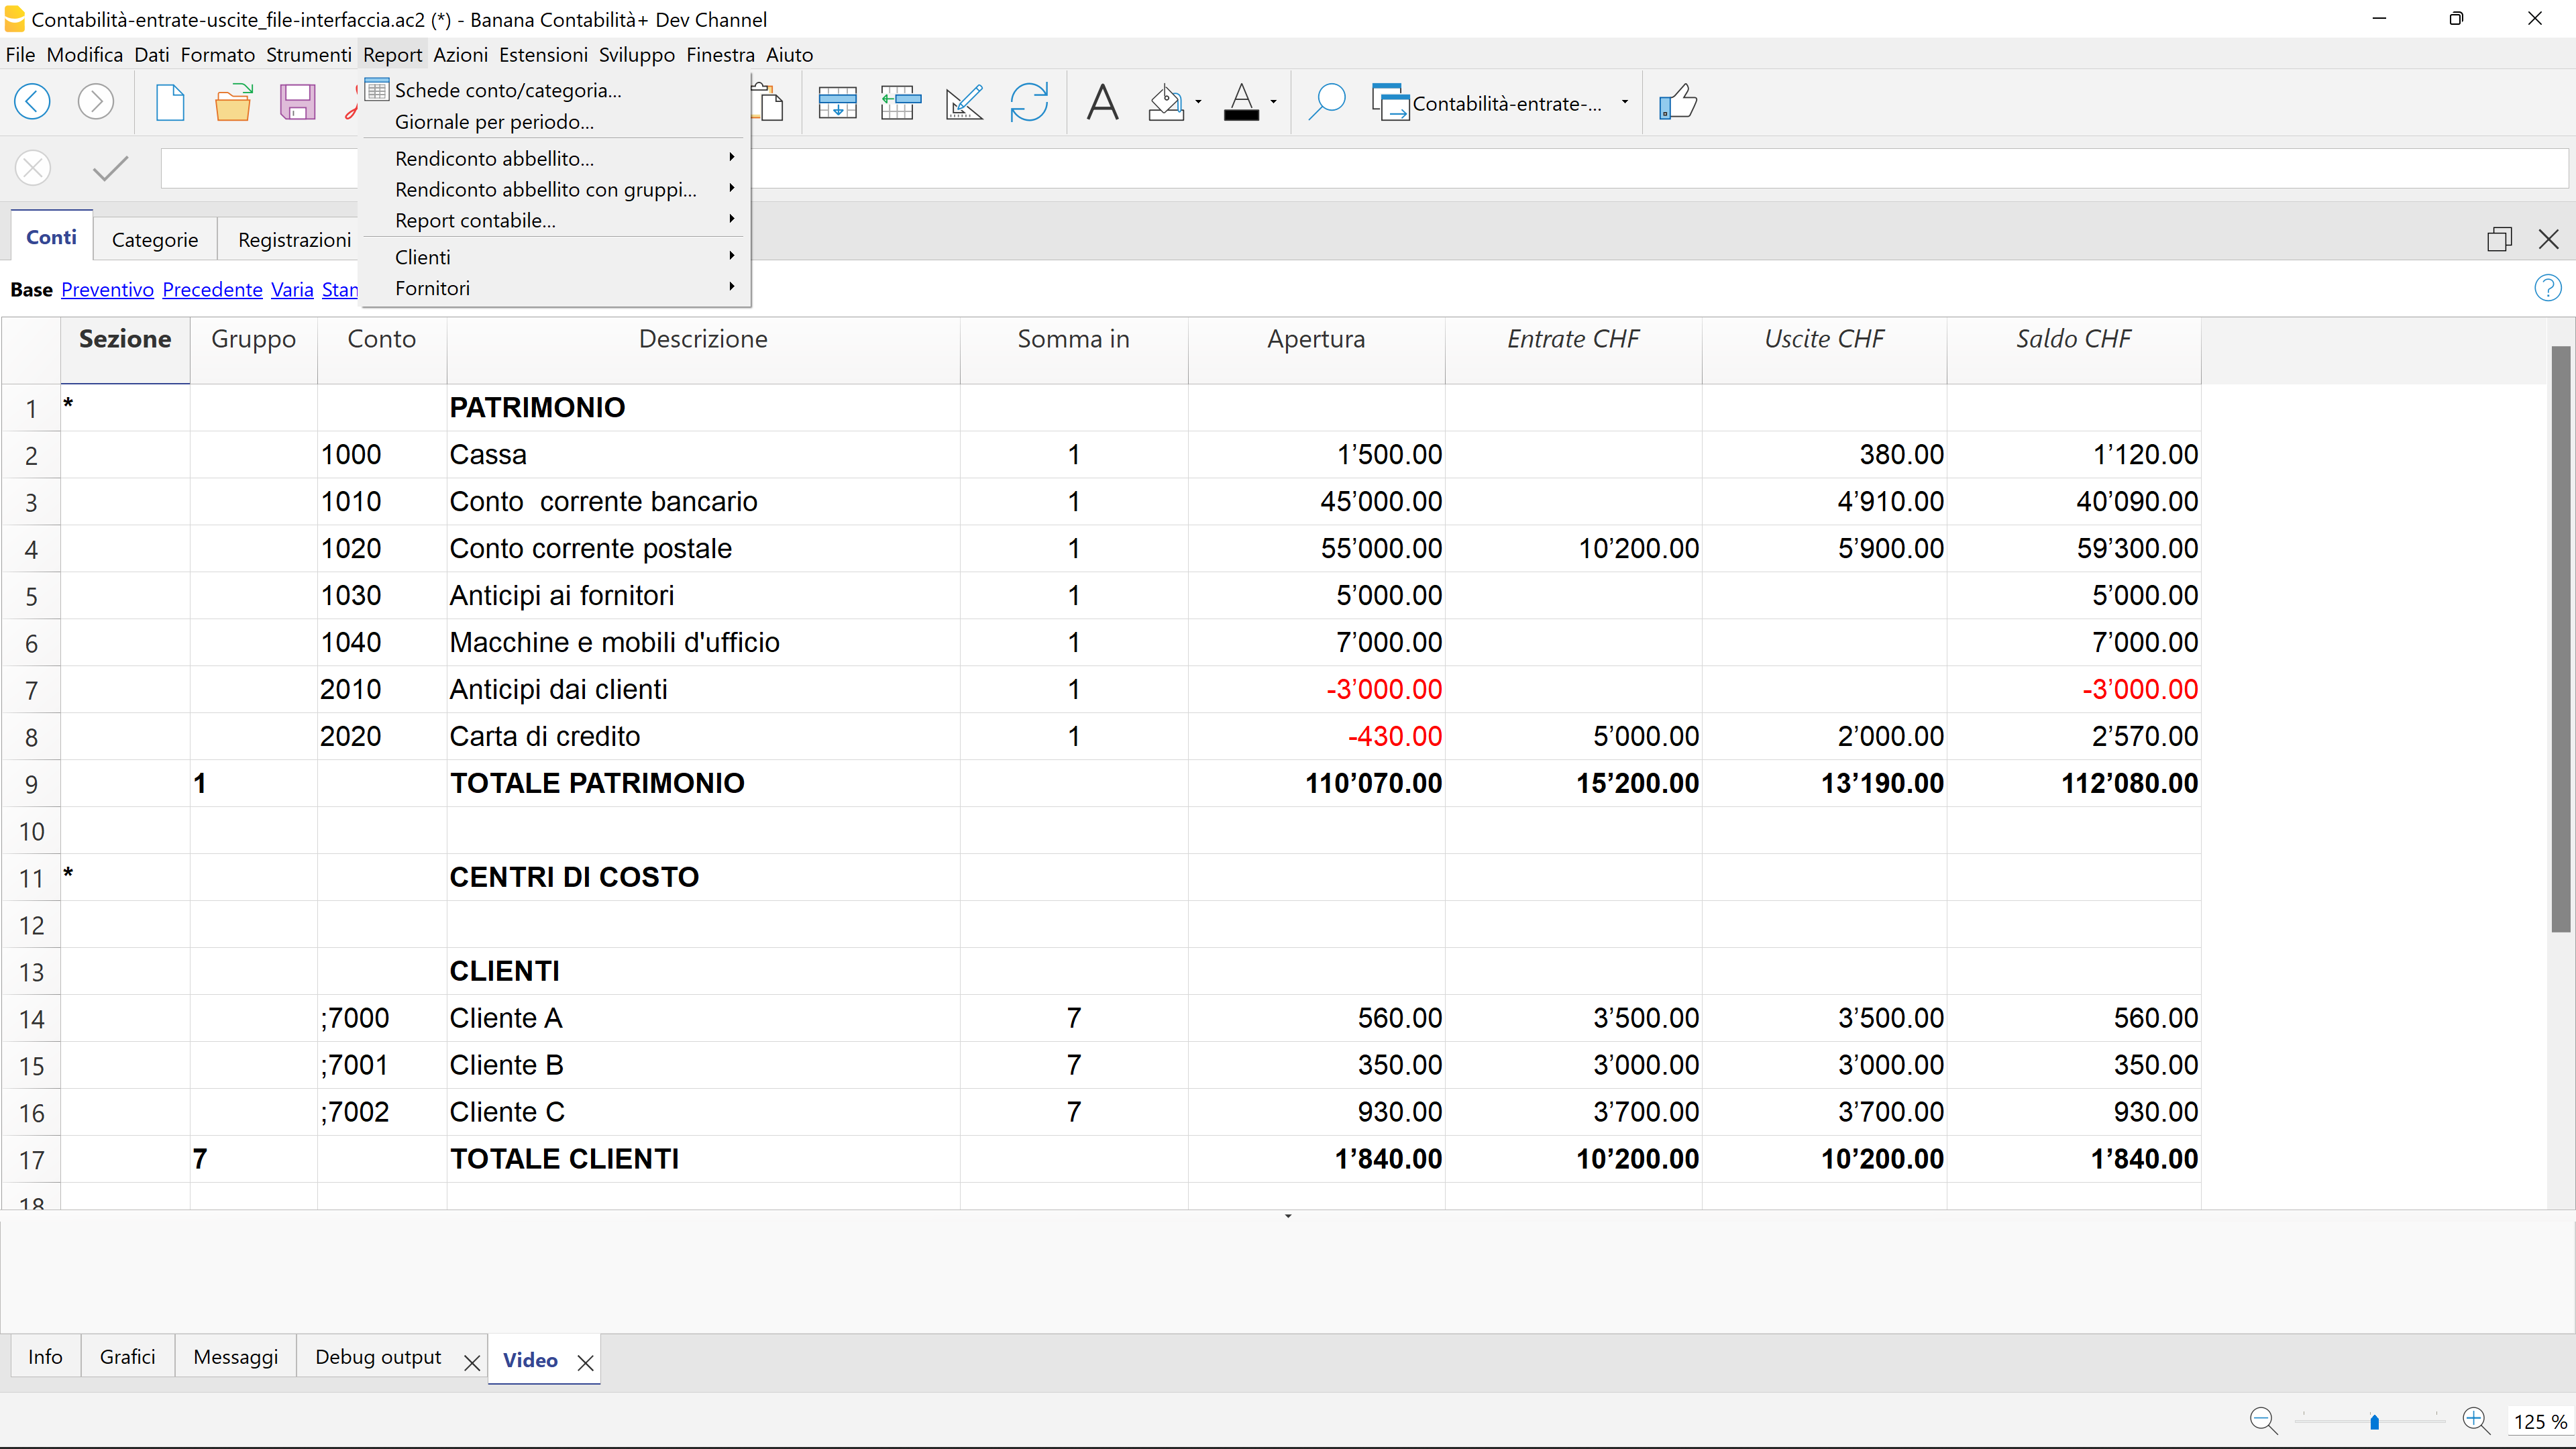 Contabilità-entrate-uscite_file-interfaccia.ac2 (*) - Banana Contabilità+ Dev Channel
File Modifica Dati Formato Strumenti Report Azioni Estensioni Sviluppo Finestra Aiuto
Schede conto/categoria...
Giornale per periodo...
Rendiconto abbellito...
Rendiconto abbellito con gruppi...
Report contabile...
Clienti
Fornitori
Contabilità-entrate-...
Conti Categorie Registrazioni
Base Preventivo Precedente Varia Stan
Sezione Gruppo Conto Descrizione Somma in Apertura Entrate CHF Uscite CHF Saldo CHF
1 * PATRIMONIO
2 1000 Cassa 1 1’500.00 380.00 1’120.00
3 1010 Conto  corrente bancario 1 45’000.00 4’910.00 40’090.00
4 1020 Conto corrente postale 1 55’000.00 10’200.00 5’900.00 59’300.00
5 1030 Anticipi ai fornitori 1 5’000.00 5’000.00
6 1040 Macchine e mobili d'ufficio 1 7’000.00 7’000.00
7 2010 Anticipi dai clienti 1 -3’000.00 -3’000.00
8 2020 Carta di credito 1 -430.00 5’000.00 2’000.00 2’570.00
9 1 TOTALE PATRIMONIO 110’070.00 15’200.00 13’190.00 112’080.00
10
11 * CENTRI DI COSTO
12
13 CLIENTI
14 ;7000 Cliente A 7 560.00 3’500.00 3’500.00 560.00
15 ;7001 Cliente B 7 350.00 3’000.00 3’000.00 350.00
16 ;7002 Cliente C 7 930.00 3’700.00 3’700.00 930.00
17 7 TOTALE CLIENTI 1’840.00 10’200.00 10’200.00 1’840.00
18
Info Grafici Messaggi Debug output Video
125 %